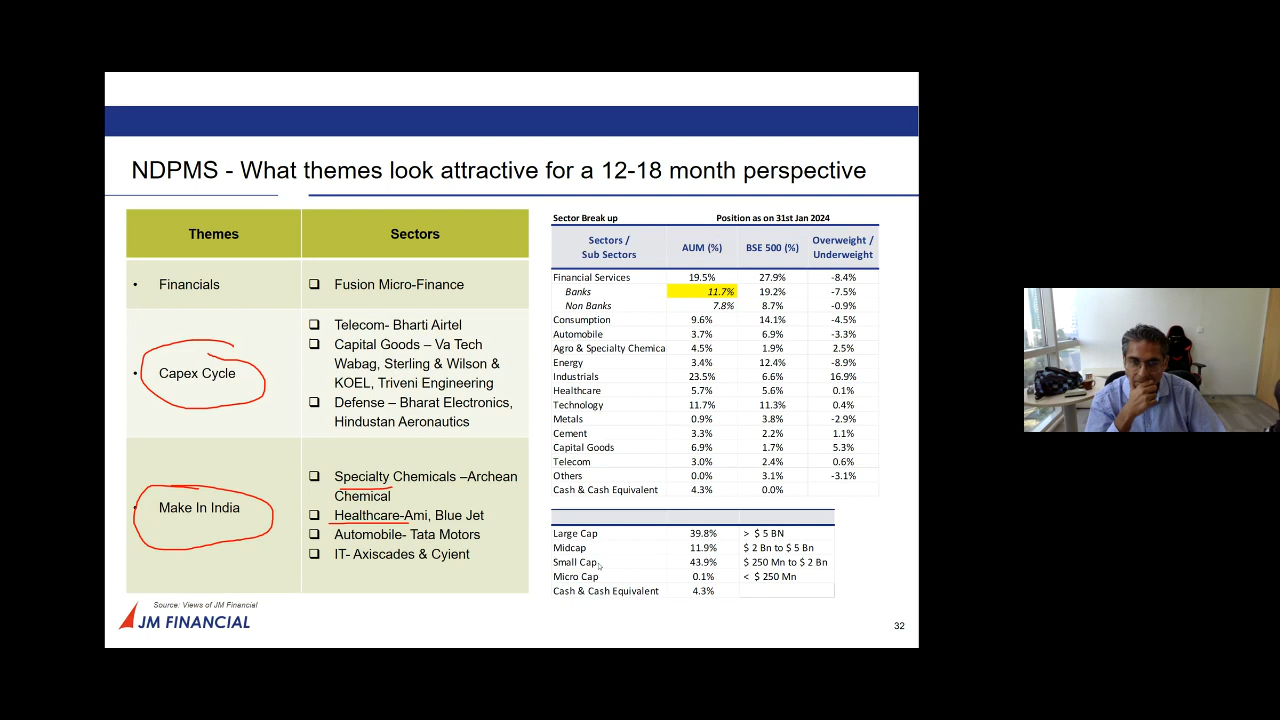 NDPMS - What themes look attractive for a 12-18 month perspective
Themes Sectors
• Financials
❑ Fusion Micro-Finance
• Capex Cycle
❑ Telecom- Bharti Airtel
❑ Capital Goods – Va Tech
Wabag, Sterling & Wilson &
KOEL, Triveni Engineering
❑ Defense – Bharat Electronics,
Hindustan Aeronautics
• Make In India
❑ Specialty Chemicals –Archean
Chemical
❑ Healthcare-Ami, Blue Jet
❑ Automobile- Tata Motors
❑ IT- Axiscades & Cyient
Sector Break up Position as on 31st Jan 2024
Sectors / Sub Sectors AUM (%) BSE 500 (%) Overweight / Underweight
Financial Services 19.5% 27.9% -8.4%
Banks 11.7% 19.2% -7.5%
Non Banks 7.8% 8.7% -0.9%
Consumption 9.6% 14.1% -4.5%
Automobile 3.7% 6.9% -3.3%
Agro & Specialty Chemica 4.5% 1.9% 2.5%
Energy 3.4% 12.4% -8.9%
Industrials 23.5% 6.6% 16.9%
Healthcare 5.7% 5.6% 0.1%
Technology 11.7% 11.3% 0.4%
Metals 0.9% 3.8% -2.9%
Cement 3.3% 2.2% 1.1%
Capital Goods 6.9% 1.7% 5.3%
Telecom 3.0% 2.4% 0.6%
Others 0.0% 3.1% -3.1%
Cash & Cash Equivalent 4.3% 0.0%
Large Cap 39.8% > $ 5 BN
Midcap 11.9% $ 2 Bn to $ 5 Bn
Small Cap 43.9% $ 250 Mn to $ 2 Bn
Micro Cap 0.1% < $ 250 Mn
Cash & Cash Equivalent 4.3%
Source: Views of JM Financial
JM FINANCIAL
32